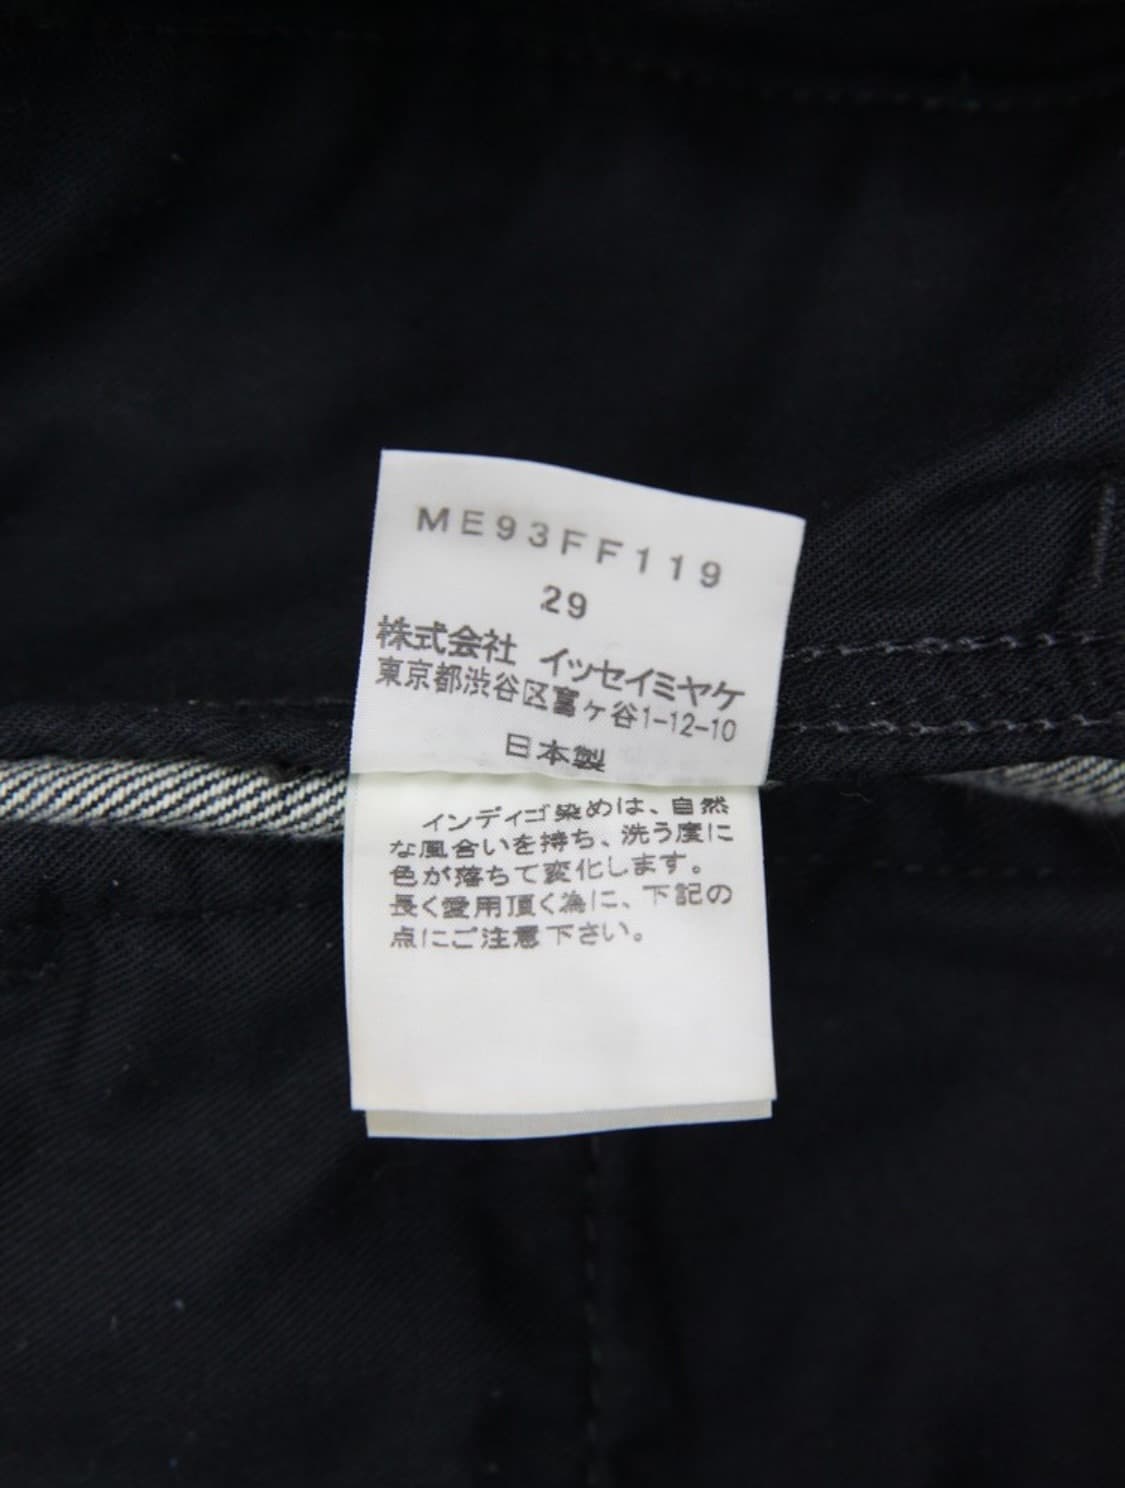 ME93FF119
29
株式会社 イッセイミヤケ
東京都渋谷区富ヶ谷1-12-10
日本製
インディゴ染めは、自然
な風合いを持ち、洗う度に
色が落ちて変化します。
長く愛用頂く為に、下記の
点にご注意下さい。